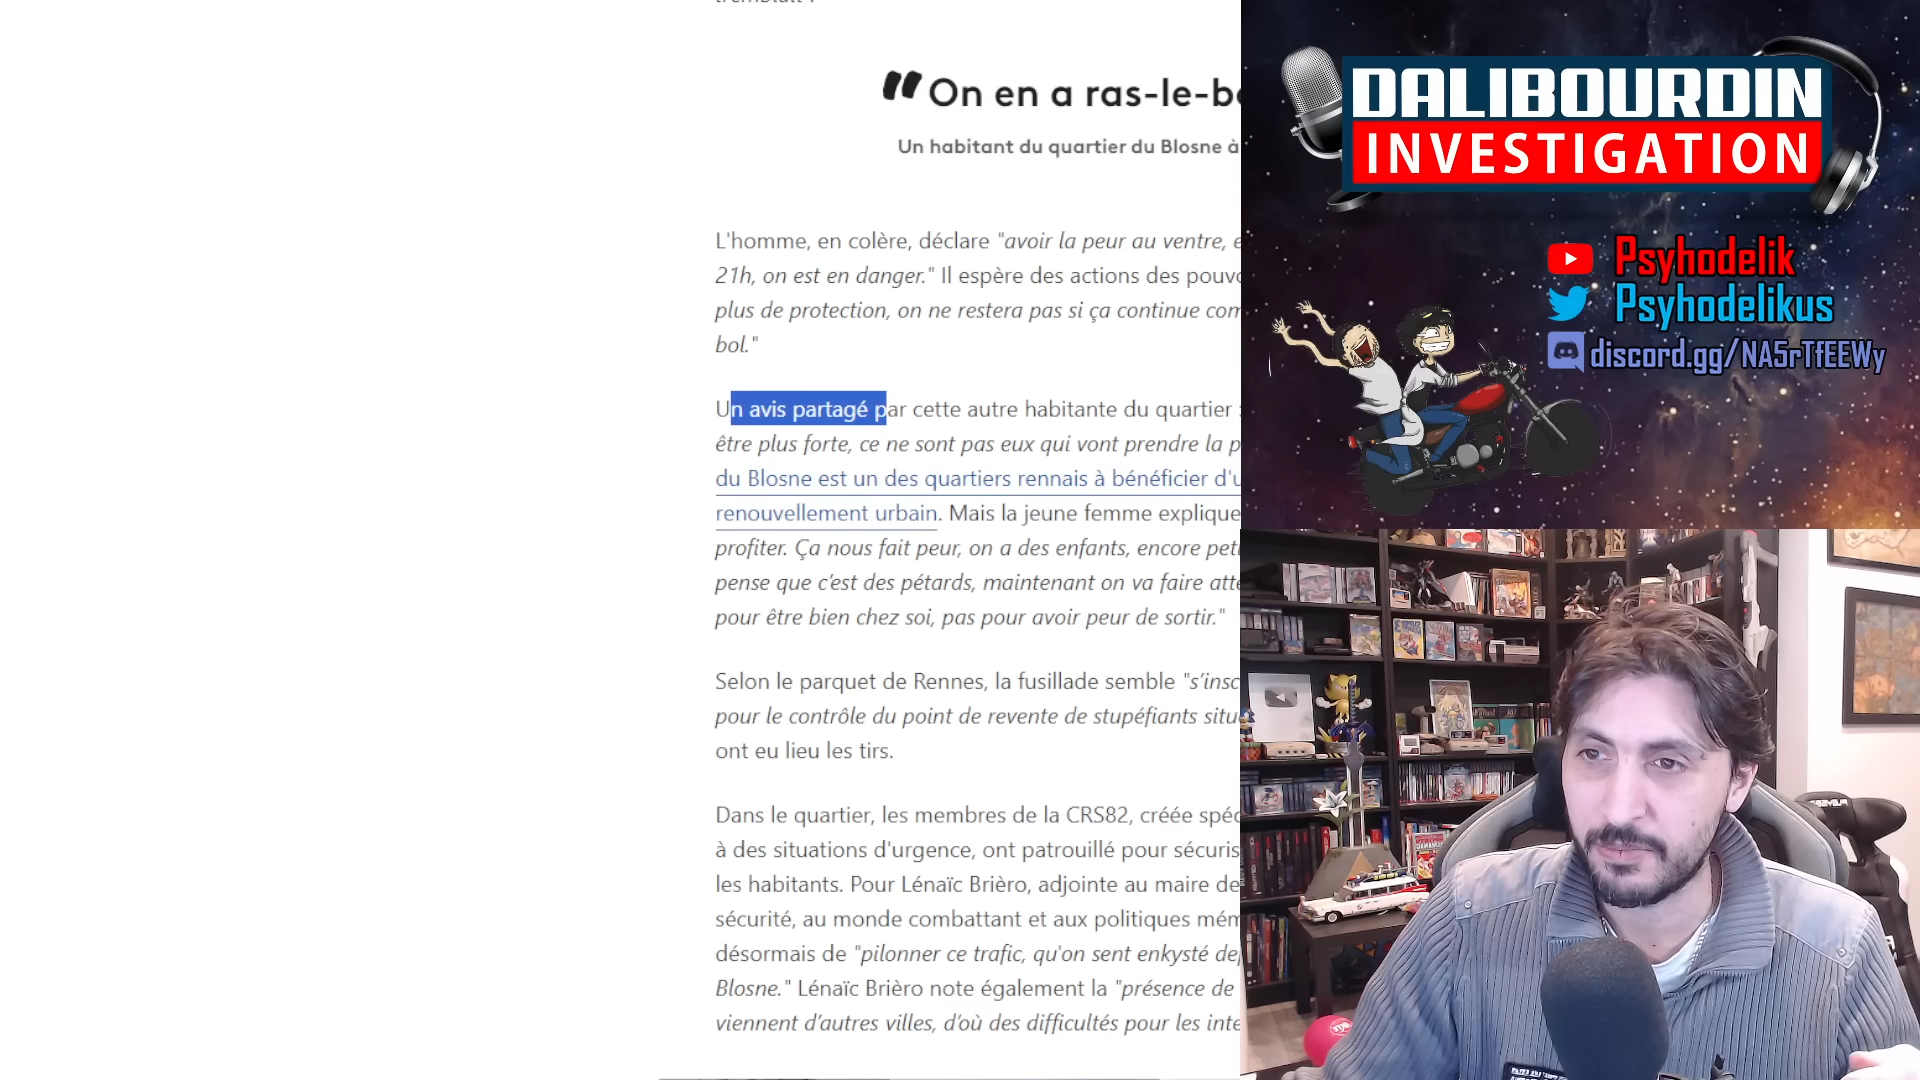 On en a ras-le-b
Un habitant du quartier du Blosne à
L'homme, en colère, déclare "avoir la peur au ventre, e
21h, on est en danger." Il espère des actions des pouvo
plus de protection, on ne restera pas si ça continue com
bol."
Un avis partagé par cette autre habitante du quartier :
être plus forte, ce ne sont pas eux qui vont prendre la p
du Blosne est un des quartiers rennais à bénéficier d'u
renouvellement urbain. Mais la jeune femme explique
profiter. Ça nous fait peur, on a des enfants, encore peti
pense que c'est des pétards, maintenant on va faire atte
pour être bien chez soi, pas pour avoir peur de sortir."
Selon le parquet de Rennes, la fusillade semble "s'insc
pour le contrôle du point de revente de stupéfiants situ
ont eu lieu les tirs.
Dans le quartier, les membres de la CRS82, créée spéc
à des situations d'urgence, ont patrouillé pour sécuris
les habitants. Pour Lénaïc Brièro, adjointe au maire de
sécurité, au monde combattant et aux politiques mém
désormais de "pilonner ce trafic, qu'on sent enkysté dep
Blosne." Lénaïc Brièro note également la "présence de
viennent d'autres villes, d'où des difficultés pour les inte
DALIBOURDIN
INVESTIGATION
Psyhodelik
Psyhodelikus
discord.gg/NA5rTfEEWy